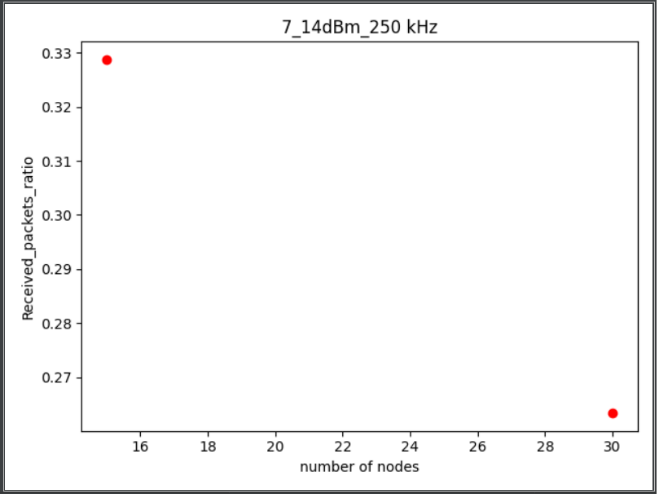 7_14dBm_250 kHz
0.33
0.32
0.31
0.30
0.29
0.28
0.27
Received_packets_ratio
16 18 20 22 24 26 28 30
number of nodes